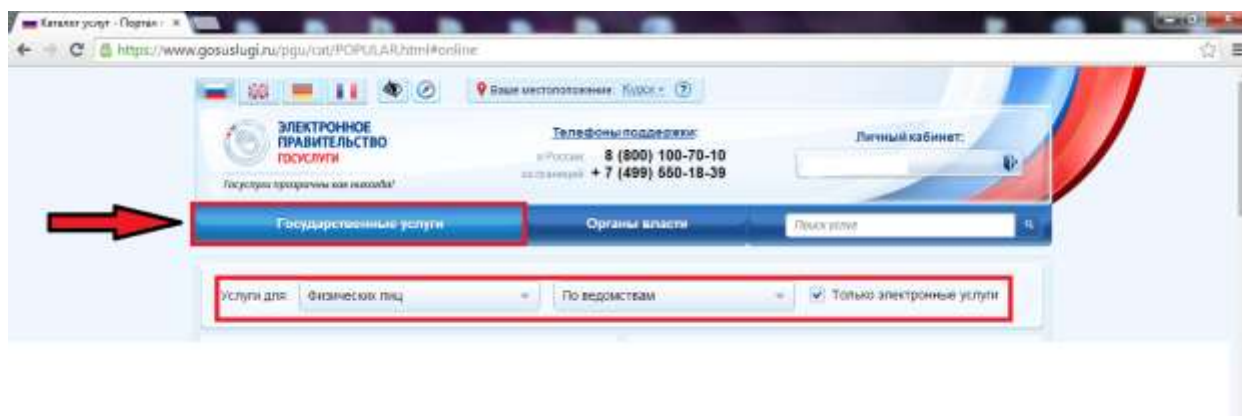 Каталог услуг - Портал г
https://www.gosuslugi.ru/pgu/cat/POPULAR.html#online
Ваше местоположение: Курск
ЭЛЕКТРОННОЕ
ПРАВИТЕЛЬСТВО
ГОСУСЛУГИ
Госуслуги прозрачны как никогда!
Телефоны поддержки:
в России: 8 (800) 100-70-10
за границей: + 7 (499) 550-18-39
Личный кабинет:
Государственные услуги
Органы власти
Поиск услуг
Услуги для: Физических лиц По ведомствам Только электронные услуги